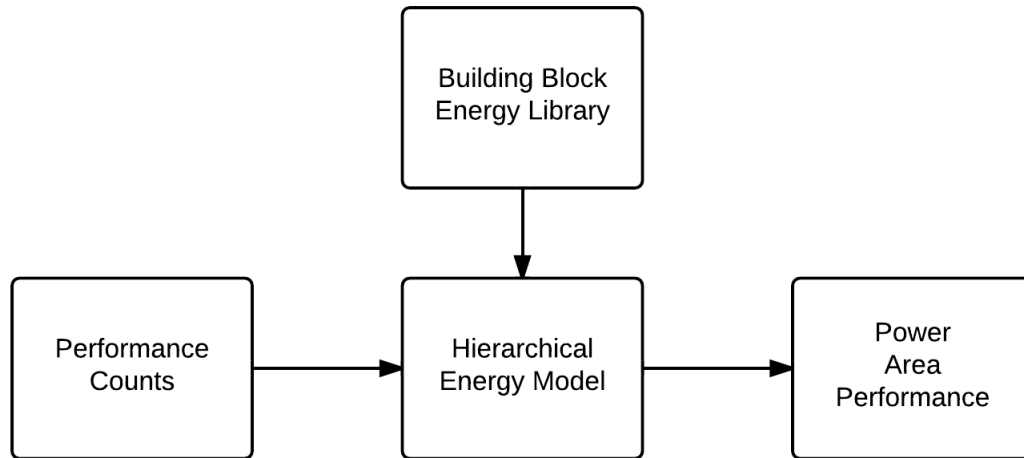 Building Block
Energy Library
Performance
Counts
Hierarchical
Energy Model
Power
Area
Performance